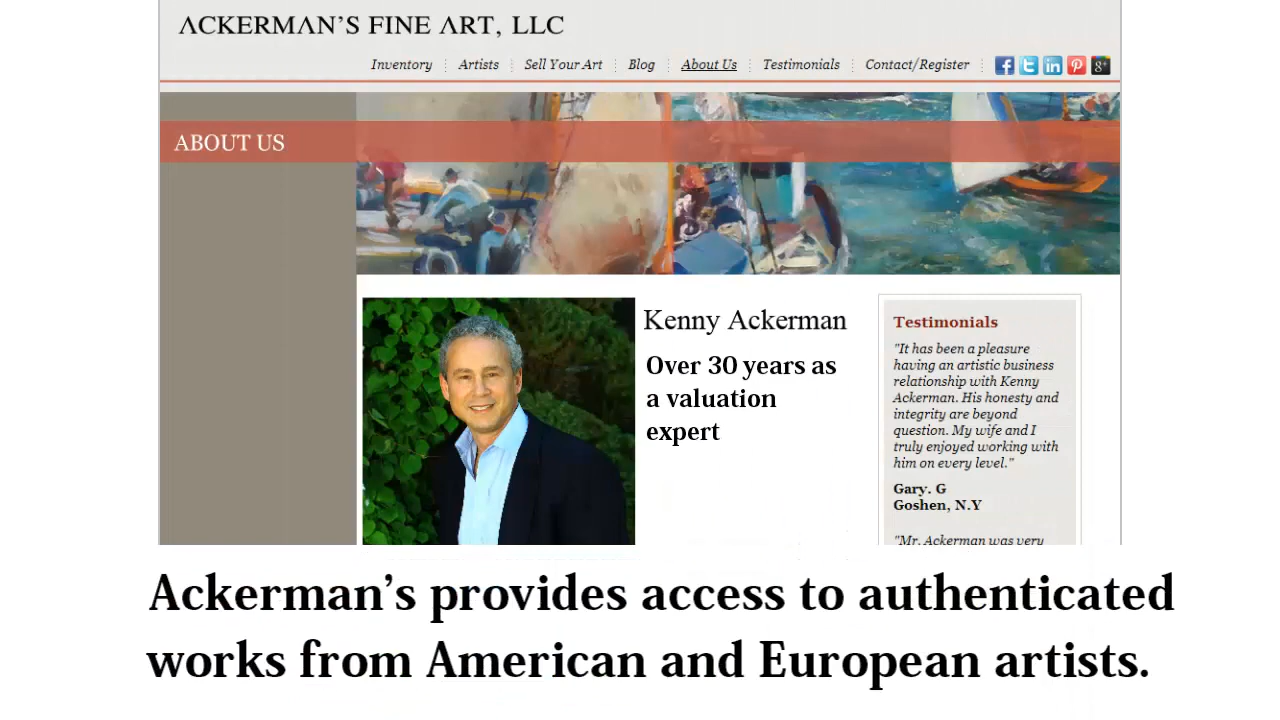 ACKERMAN'S FINE ART, LLC
Inventory Artists Sell Your Art Blog About Us Testimonials Contact/Register
ABOUT US
Kenny Ackerman
Over 30 years as
a valuation
expert
Testimonials
"It has been a pleasure
having an artistic business
relationship with Kenny
Ackerman. His honesty and
integrity are beyond
question. My wife and I
truly enjoyed working with
him on every level."
Gary. G
Goshen, N.Y
"Mr. Ackerman was very
Ackerman’s provides access to authenticated
works from American and European artists.